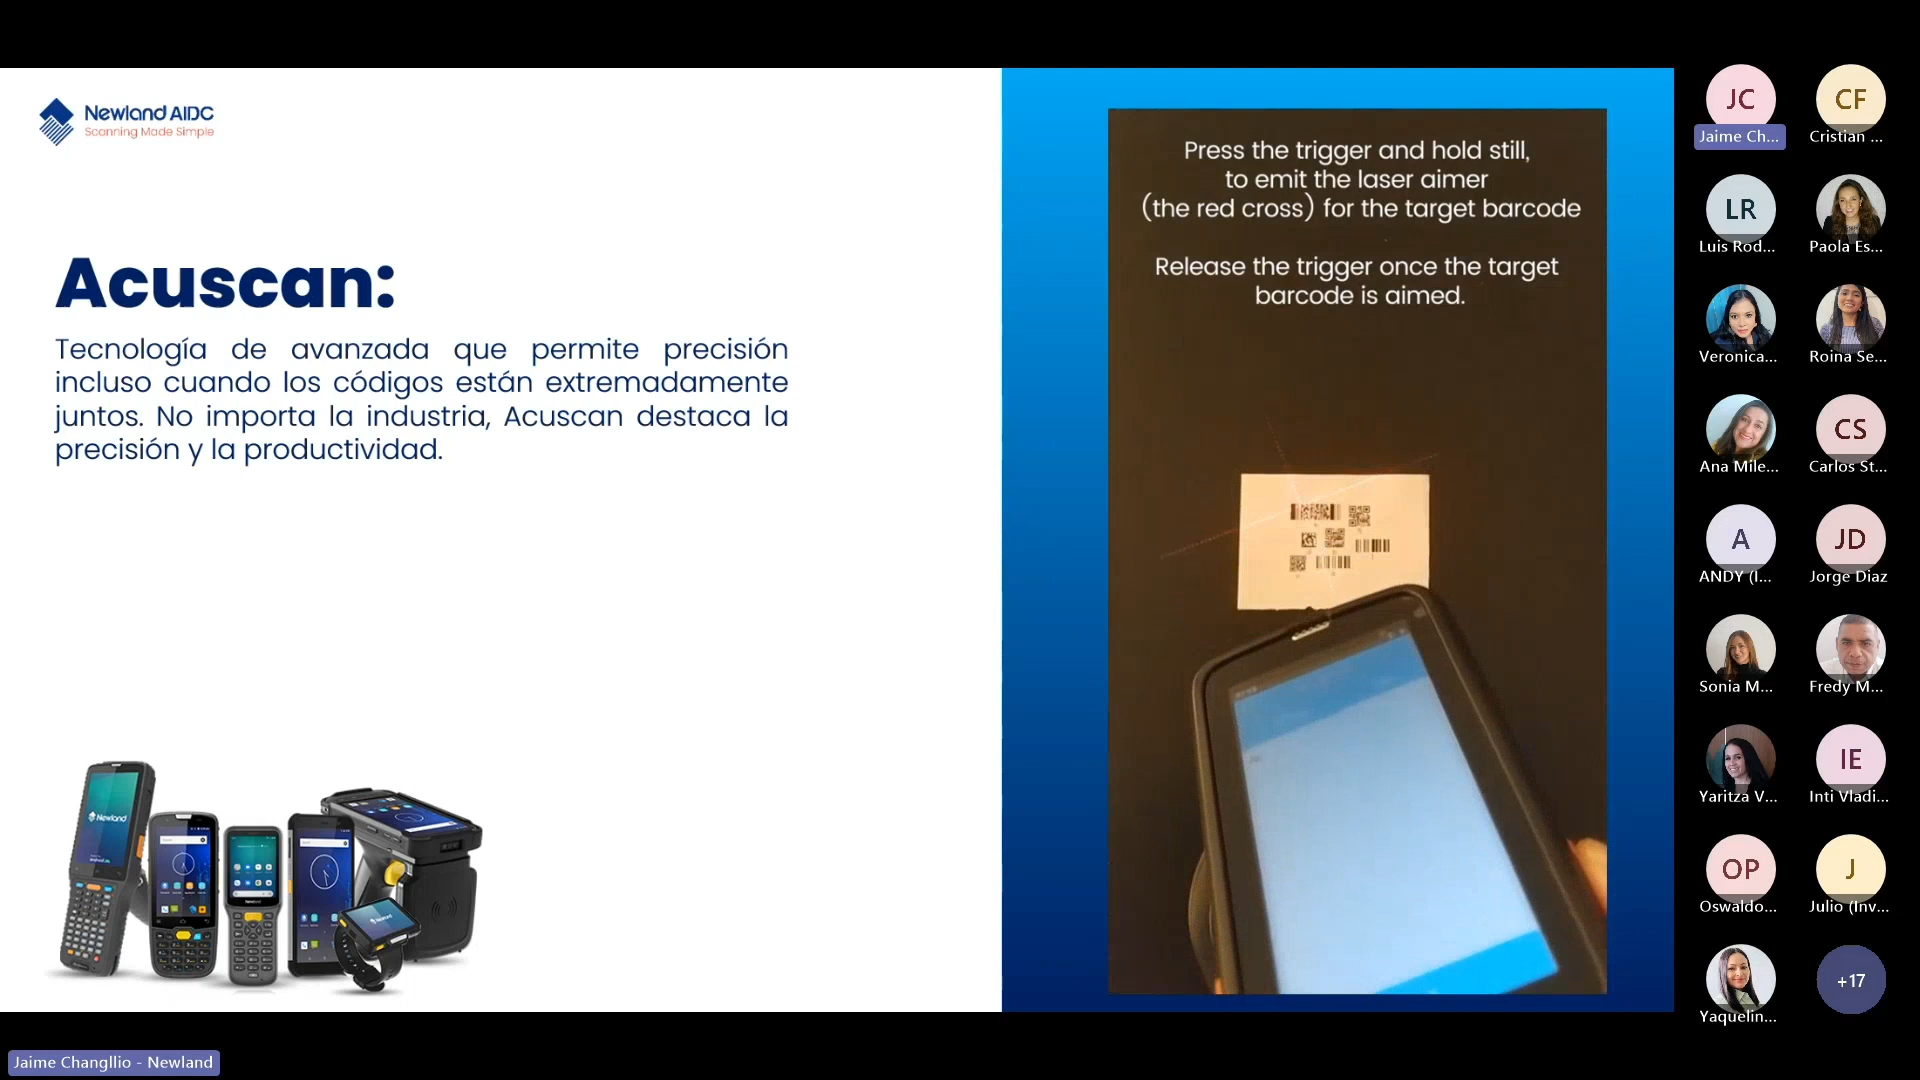 Newland AIDC
Scanning Made Simple
Acuscan:
Tecnología de avanzada que permite precisión
incluso cuando los códigos están extremadamente
juntos. No importa la industria, Acuscan destaca la
precisión y la productividad.
Newland
Press the trigger and hold still,
to emit the laser aimer
(the red cross) for the target barcode
Release the trigger once the target
barcode is aimed.
JC
Jaime Ch...
CF
Cristian ...
LR
Luis Rod...
Paola Es...
Veronica...
Roina Se...
Ana Mile...
CS
Carlos St...
A
ANDY (I...
JD
Jorge Diaz
Sonia M...
Fredy M...
Yaritza V...
IE
Inti Vladi...
OP
Oswaldo...
J
Julio (Inv...
Yaquelin...
+17
Jaime Changllio - Newland